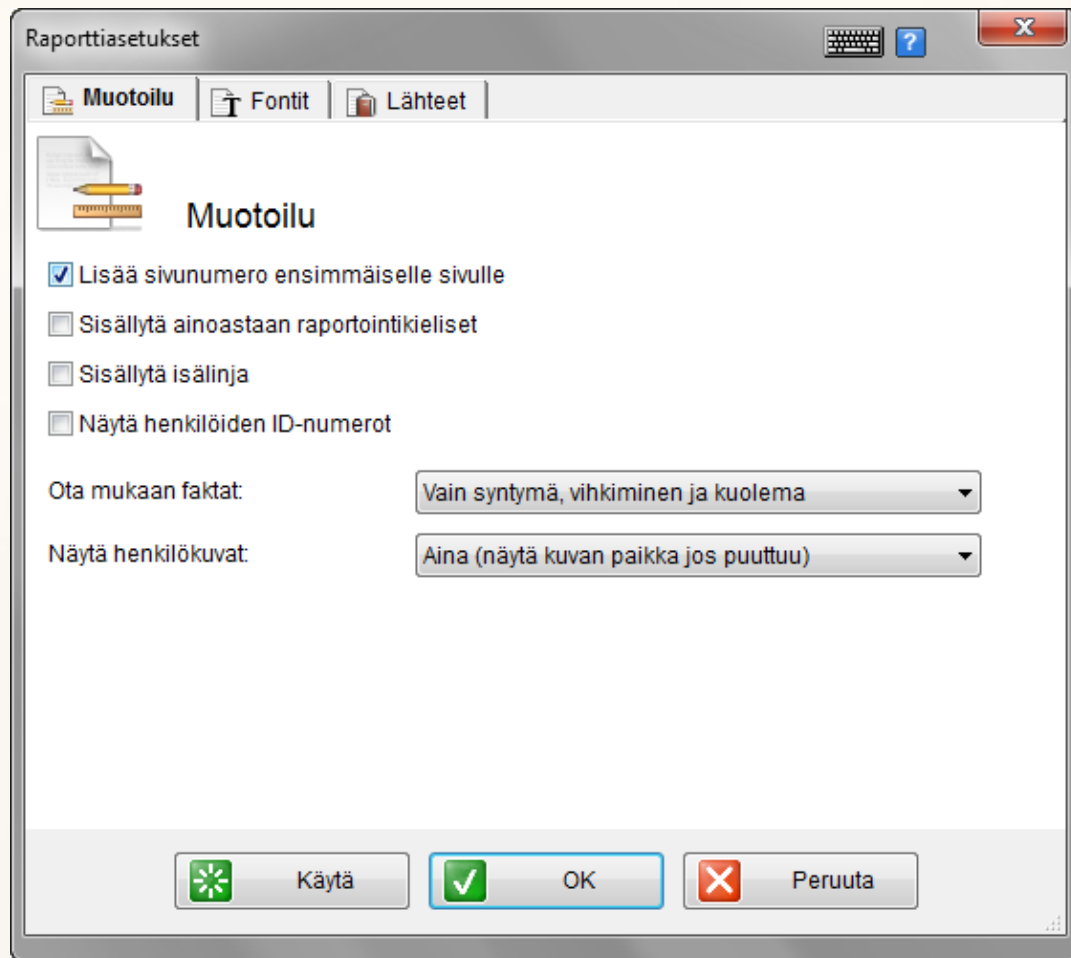 Raporttiasetukset
?
Muotoilu Fontit Lähteet
Muotoilu
Lisää sivunumero ensimmäiselle sivulle
Sisällytä ainoastaan raportointikieliset
Sisällytä isälinja
Näytä henkilöiden ID-numerot
Ota mukaan faktat: Vain syntymä, vihkiminen ja kuolema
Näytä henkilökuvat: Aina (näytä kuvan paikka jos puuttuu)
Käytä OK Peruuta